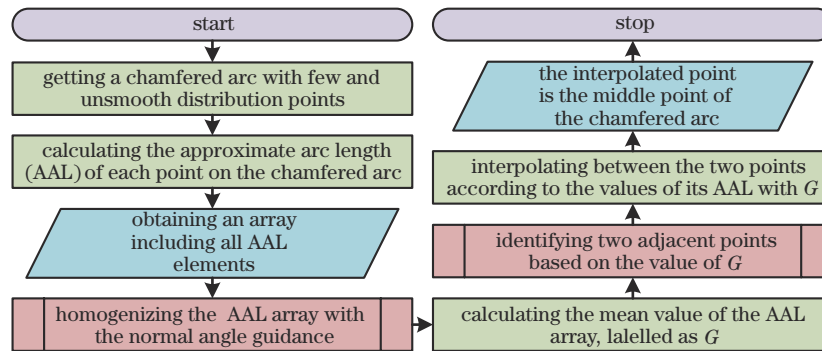 start
getting a chamfered arc with few and
unsmooth distribution points
calculating the approximate arc length
(AAL) of each point on the chamfered arc
obtaining an array
including all AAL
elements
homogenizing the AAL array with
the normal angle guidance
calculating the mean value of the AAL
array, lalelled as G
identifying two adjacent points
based on the value of G
interpolating between the two points
according to the values of its AAL with G
the interpolated point
is the middle point of
the chamfered arc
stop